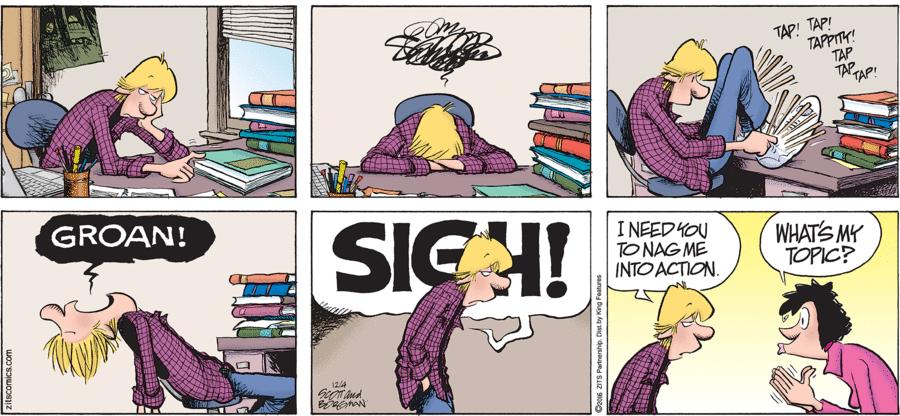 TAP! TAP!
TAPPITY!
TAP
TAP
TAP!
GROAN!
zitscomics.com
SIGH!
12/4
SCOTT and
BORGMAN
©2016 ZITS Partnership. Dist. by King Features
I NEED YOU
TO NAG ME
INTO ACTION.
WHAT'S MY
TOPIC?